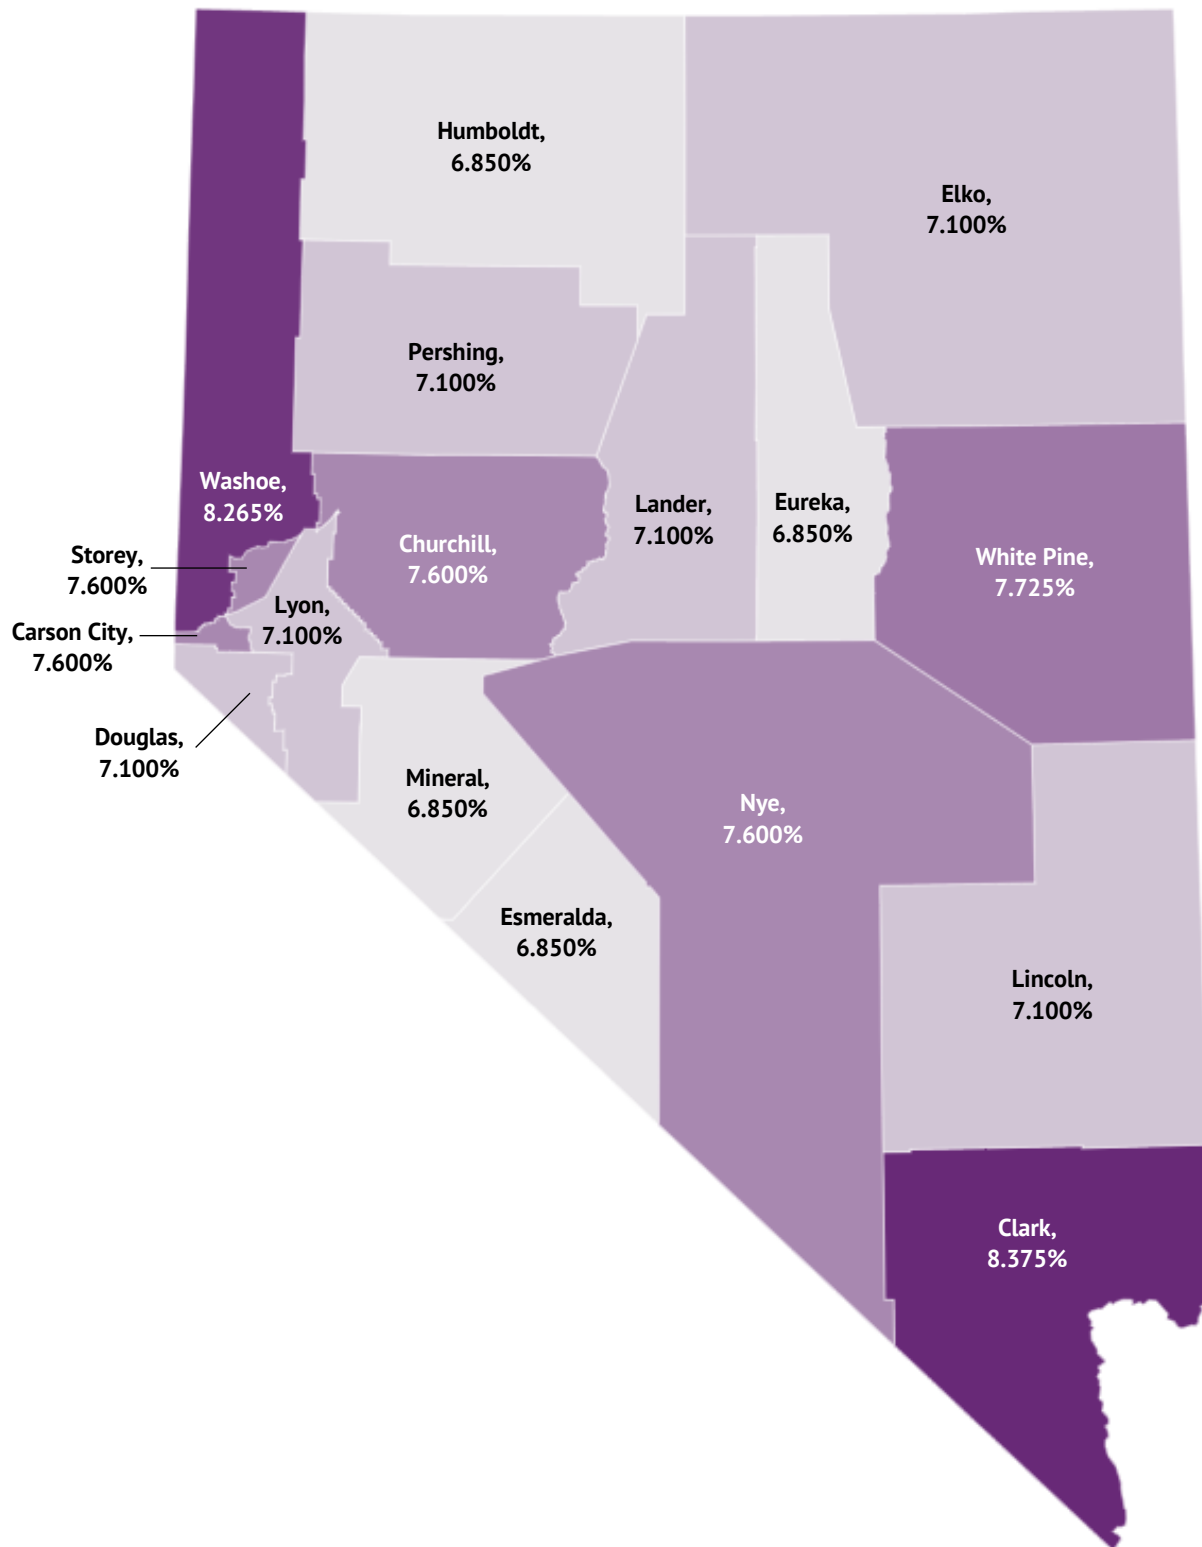 Humboldt,
6.850%
Elko,
7.100%
Pershing,
7.100%
Washoe,
8.265%
Lander,
7.100%
Eureka,
6.850%
Churchill,
7.600%
White Pine,
7.725%
Storey,
7.600%
Lyon,
7.100%
Carson City,
7.600%
Douglas,
7.100%
Mineral,
6.850%
Nye,
7.600%
Esmeralda,
6.850%
Lincoln,
7.100%
Clark,
8.375%